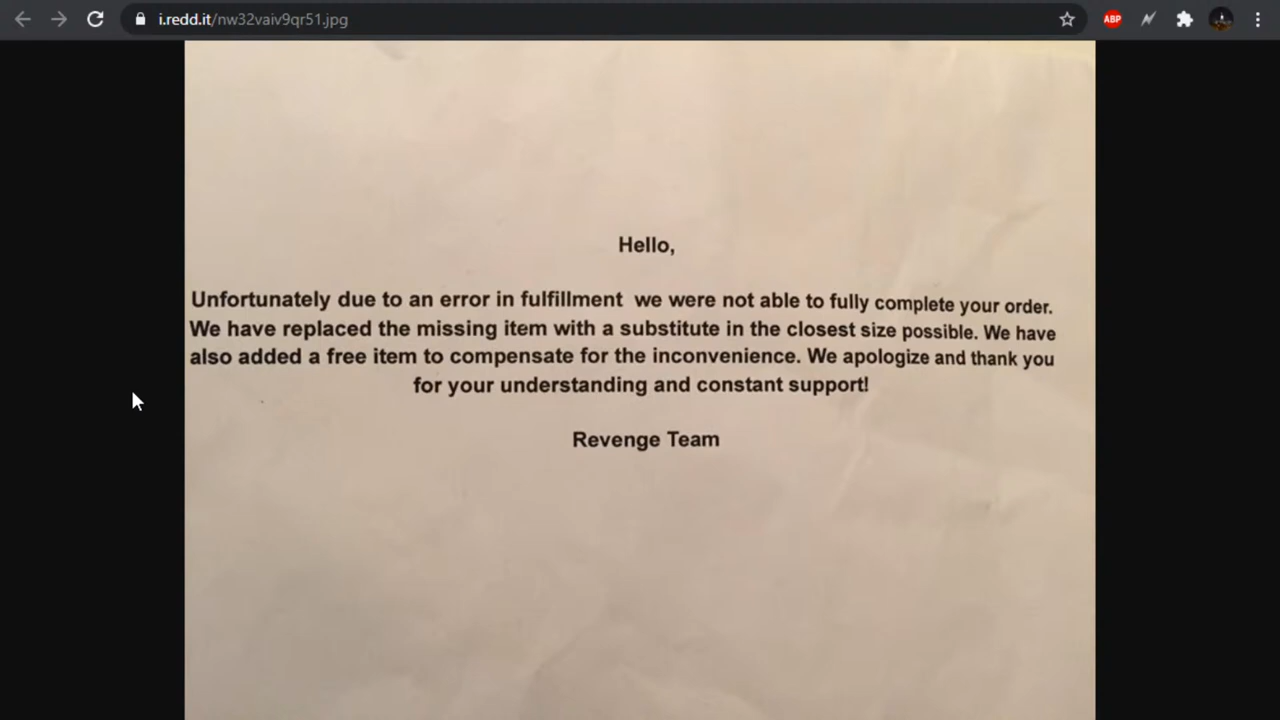 i.redd.it/nw32vaiv9qr51.jpg
ABP
Hello,
Unfortunately due to an error in fulfillment  we were not able to fully complete your order.
We have replaced the missing item with a substitute in the closest size possible. We have
also added a free item to compensate for the inconvenience. We apologize and thank you
for your understanding and constant support!
Revenge Team